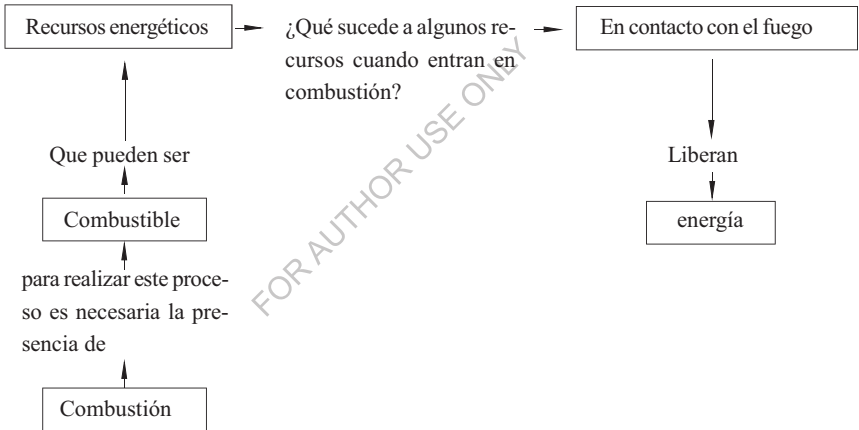 Recursos energéticos
¿Qué sucede a algunos re-
cursos cuando entran en
combustión?
En contacto con el fuego
Que pueden ser
Liberan
Combustible
energía
para realizar este proce-
so es necesaria la pre-
sencia de
Combustión
FOR AUTHOR USE ONLY